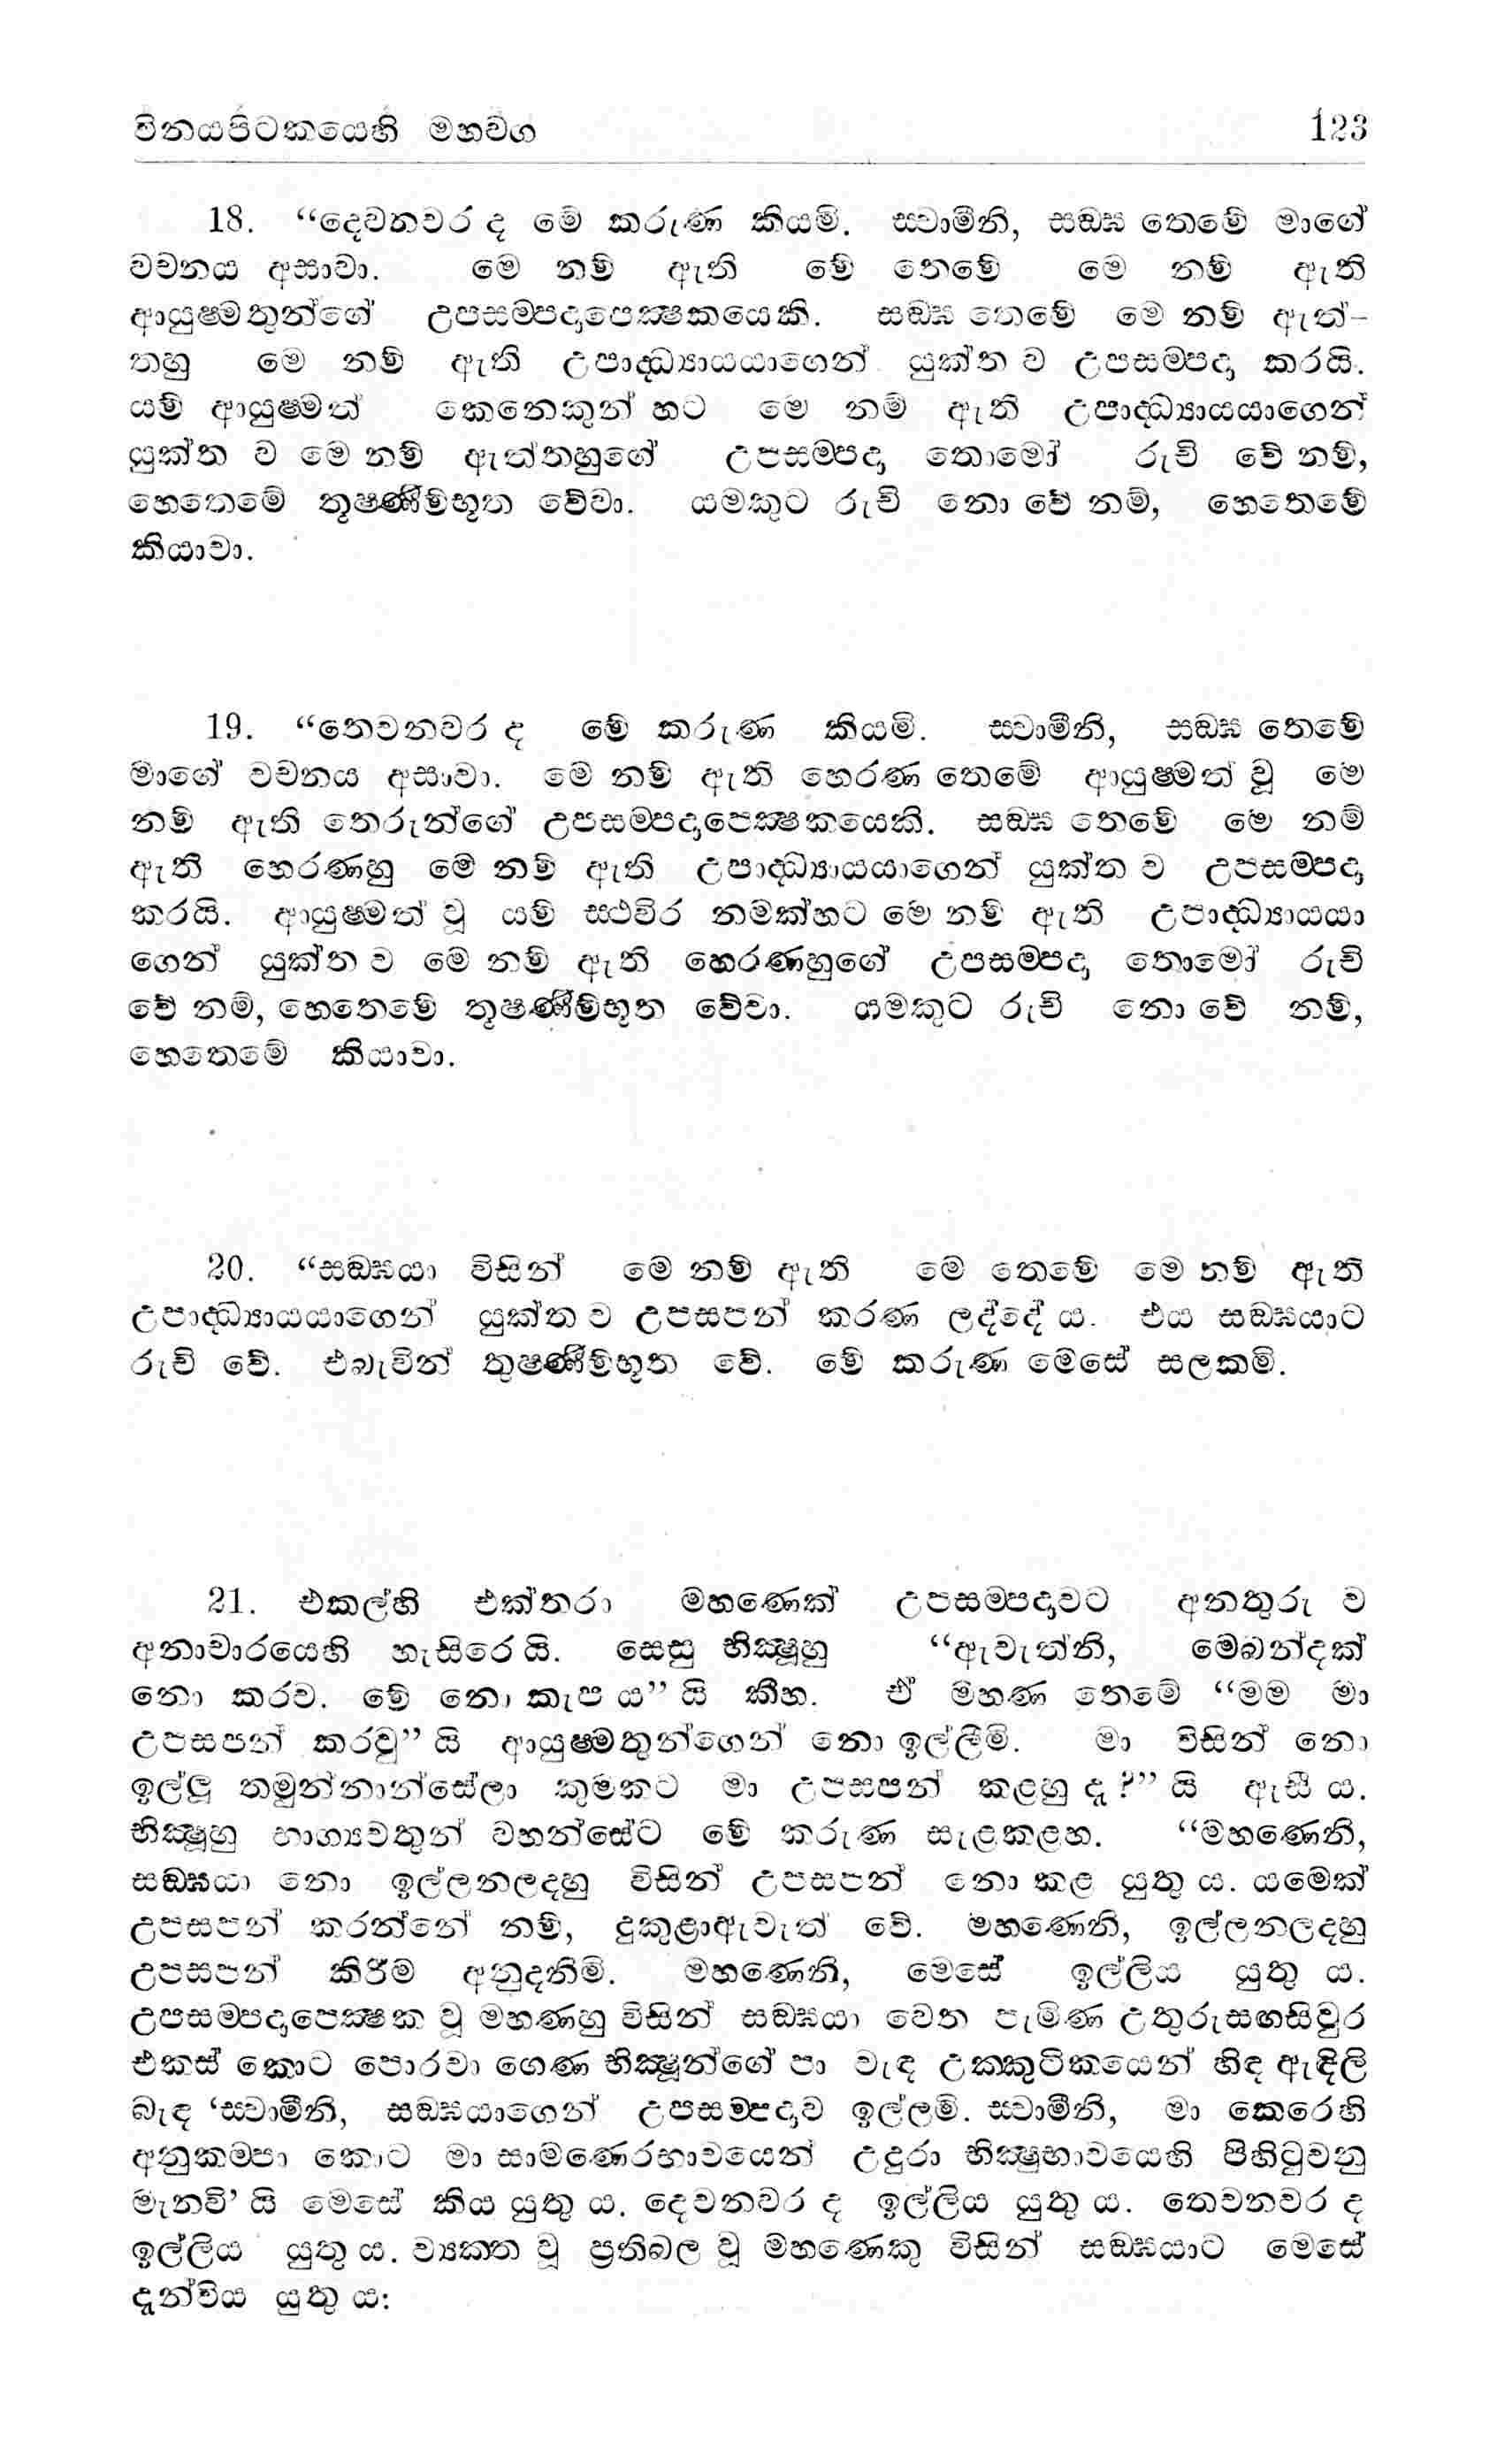 විනයපිටකයෙහි මහවග 123
18. “දෙවනවර ද මේ කරුණ කියමි. ස්වාමීනි, සඞ්ඝ තෙමේ මාගේ
වචනය අසාවා. මේ නම් ඇති මේ තෙමේ මේ නම් ඇති
ආයුෂ්මතුන්ගේ උපසම්පදාපෙක්ෂකයෙකි. සඞ්ඝ තෙමේ මේ නම් ඇත්-
තහු මේ නම් ඇති උපාද්ධ්‍යායයාගෙන් යුක්ත ව උපසම්පදා කරයි.
යම් ආයුෂ්මත් කෙනෙකුන් හට මේ නම් ඇති උපාද්ධ්‍යායයාගෙන්
යුක්ත ව මේ නම් ඇත්තහුගේ උපසම්පදා තොමෝ රුචි වේ නම්,
හෙතෙමේ තූෂ්ණීම්භූත වේවා. යමකුට රුචි නො වේ නම්, හෙතෙමේ
කියාවා.
19. “තෙවනවර ද මේ කරුණ කියමි. ස්වාමීනි, සඞ්ඝ තෙමේ
මාගේ වචනය අසාවා. මේ නම් ඇති හෙරණ තෙමේ ආයුෂ්මත් වූ මේ
නම් ඇති තෙරුන්ගේ උපසම්පදාපෙක්ෂකයෙකි. සඞ්ඝ තෙමේ මේ නම්
ඇති හෙරණහු මේ නම් ඇති උපාද්ධ්‍යායයාගෙන් යුක්ත ව උපසම්පදා
කරයි. ආයුෂ්මත් වූ යම් ස්ථවිර නමක්හට මේ නම් ඇති උපාද්ධ්‍යායයා
ගෙන් යුක්ත ව මේ නම් ඇති හෙරණහුගේ උපසම්පදා තොමෝ රුචි
වේ නම්, හෙතෙමේ තූෂ්ණීම්භූත වේවා. යමකුට රුචි නො වේ නම්,
හෙතෙමේ කියාවා.
20. “සඞ්ඝයා විසින් මේ නම් ඇති මේ තෙමේ මේ නම් ඇති
උපාද්ධ්‍යායයාගෙන් යුක්ත ව උපසපන් කරණ ලද්දේ ය. එය සඞ්ඝයාට
රුචි වේ. එබැවින් තුෂ්ණීම්භූත වේ. මේ කරුණ මෙසේ සලකමි.
21. එකල්හි එක්තරා මහණෙක් උපසම්පදාවට අනතුරු ව
අනාචාරයෙහි හැසිරෙයි. සෙසු භික්ෂූහු “ඇවැත්නි, මෙබන්දක්
නො කරව. මේ නො කැප ය” යි කීහ. ඒ මහණ තෙමේ “මම මා
උපසපන් කරවූ” යි ආයුෂ්මතුන්ගෙන් නො ඉල්ලීමි. මා විසින් නො
ඉල්ලූ තමුන්නාන්සේලා කුමකට මා උපසපන් කළහු දැ?” යි ඇසී ය.
භික්ෂූහු භාග්‍යවතුන් වහන්සේට මේ කරුණ සැළකළහ. “මහණෙනි,
සඞ්ඝයා නො ඉල්ලනලදහු විසින් උපසපන් නො කළ යුතු ය. යමෙක්
උපසපන් කරන්නේ නම්, දුකුළාඇවැත් වේ. මහණෙනි, ඉල්ලනලදහු
උපසපන් කිරීම අනුදනිමි. මහණෙනි, මෙසේ ඉල්ලිය යුතු ය.
උපසම්පදාපෙක්ෂක වූ මහණහු විසින් සඞ්ඝයා වෙත පැමිණ උතුරුසඟසිවුර
එකස් කොට පොරවා ගෙණ භික්ෂූන්ගේ පා වැඳ උක්කුටිකයෙන් හිඳ ඇඳිලි
බැඳ ‘ස්වාමීනි, සඞ්ඝයාගෙන් උපසම්පදාව ඉල්ලමි. ස්වාමීනි, මා කෙරෙහි
අනුකම්පා කොට මා සාමණෙරභාවයෙන් උදුරා භික්ෂුභාවයෙහි පිහිටුවනු
මැනවි’ යි මෙසේ කිය යුතු ය. දෙවනවර ද ඉල්ලිය යුතු ය. තෙවනවර ද
ඉල්ලිය යුතු ය. ව්‍යක්ත වූ ප්‍රතිබල වූ මහණෙකු විසින් සඞ්ඝයාට මෙසේ
දැන්විය යුතු ය: